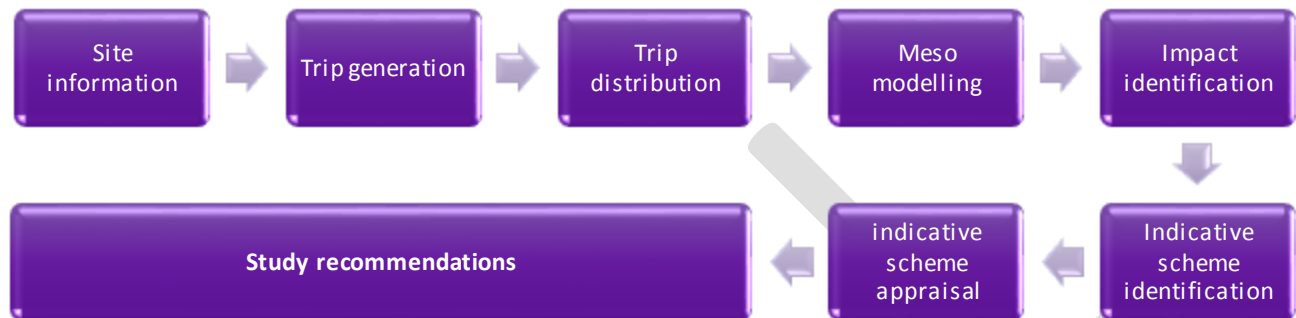 Site
information
Trip generation
Trip
distribution
Meso
modelling
Impact
identification
Indicative
scheme
identification
indicative
scheme
appraisal
Study recommendations